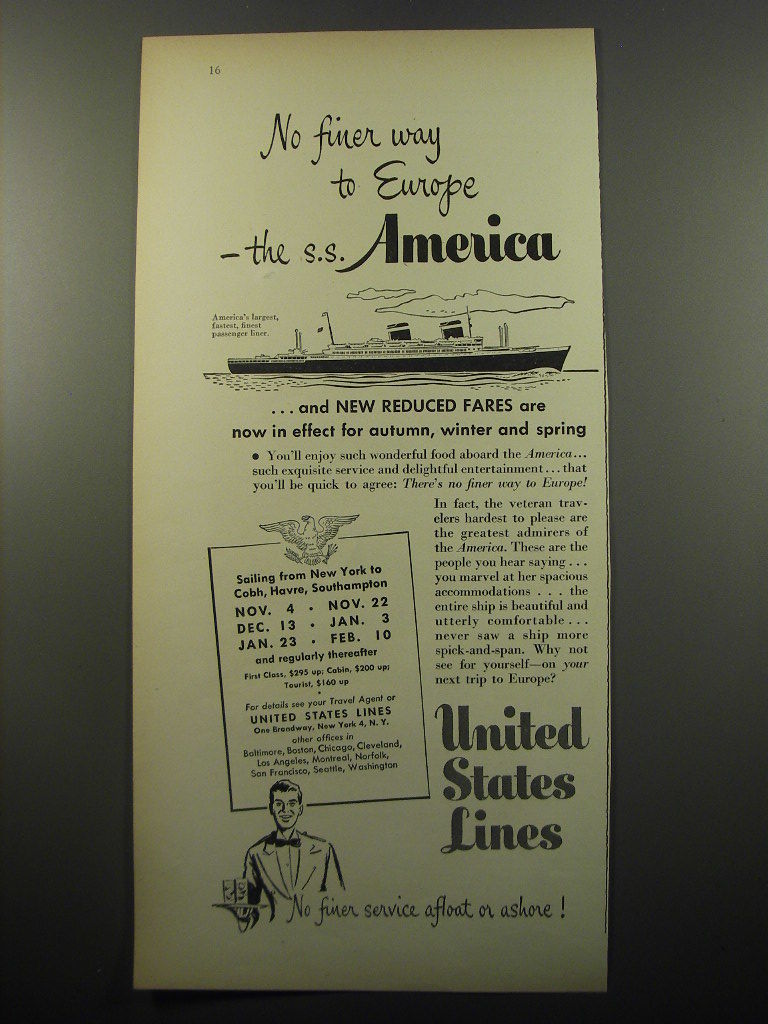 16
No finer way
to Europe
– the s.s. America
America's largest,
fastest, finest
passenger liner.
... and NEW REDUCED FARES are
now in effect for autumn, winter and spring
• You'll enjoy such wonderful food aboard the America...
such exquisite service and delightful entertainment...that
you'll be quick to agree: There's no finer way to Europe!
In fact, the veteran trav-
elers hardest to please are
the greatest admirers of
the America. These are the
people you hear saying . . .
you marvel at her spacious
accommodations . . . the
entire ship is beautiful and
utterly comfortable . . .
never saw a ship more
spick-and-span. Why not
see for yourself—on your
next trip to Europe?
Sailing from New York to
Cobh, Havre, Southampton
NOV. 4 • NOV. 22
DEC. 13 • JAN. 3
JAN. 23 • FEB. 10
and regularly thereafter
First Class, $295 up; Cabin, $200 up;
Tourist, $160 up
•
For details see your Travel Agent or
UNITED STATES LINES
One Broadway, New York 4, N. Y.
other offices in
Baltimore, Boston, Chicago, Cleveland,
Los Angeles, Montreal, Norfolk,
San Francisco, Seattle, Washington
United
States
Lines
No finer service afloat or ashore !